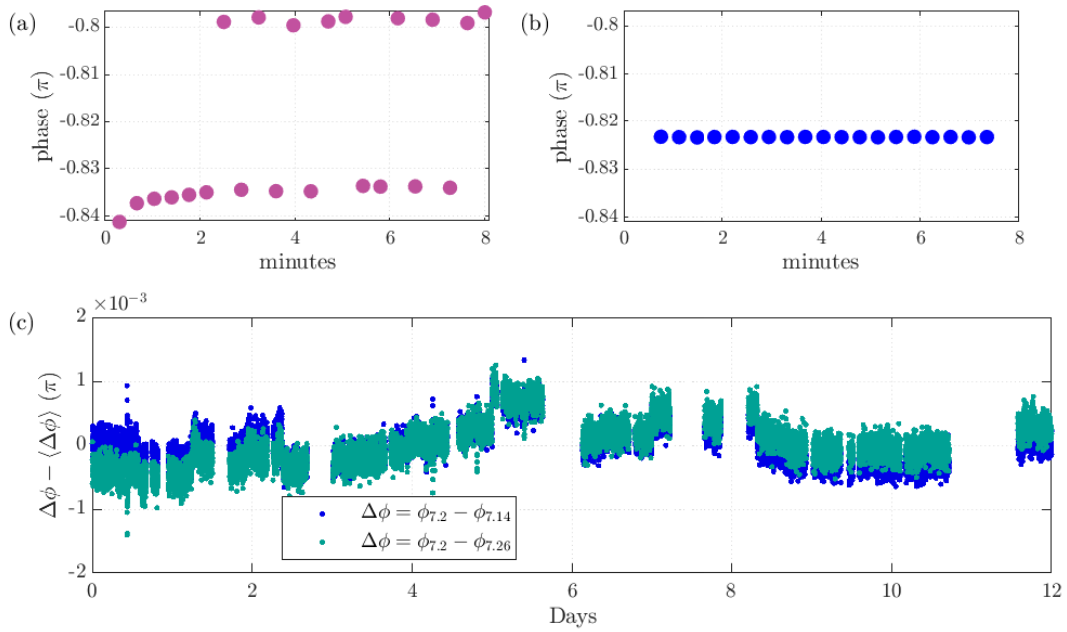 (a)
(b)
-0.8
-0.81
-0.82
-0.83
-0.84
phase (π)
0 2 4 6 8
minutes
-0.8
-0.81
-0.82
-0.83
-0.84
phase (π)
0 2 4 6 8
minutes
(c)
×10⁻³
2
1
0
-1
-2
Δϕ − ⟨Δϕ⟩ (π)
Δϕ = ϕ₇.₂ − ϕ₇.₁₄
Δϕ = ϕ₇.₂ − ϕ₇.₂₆
0 2 4 6 8 10 12
Days